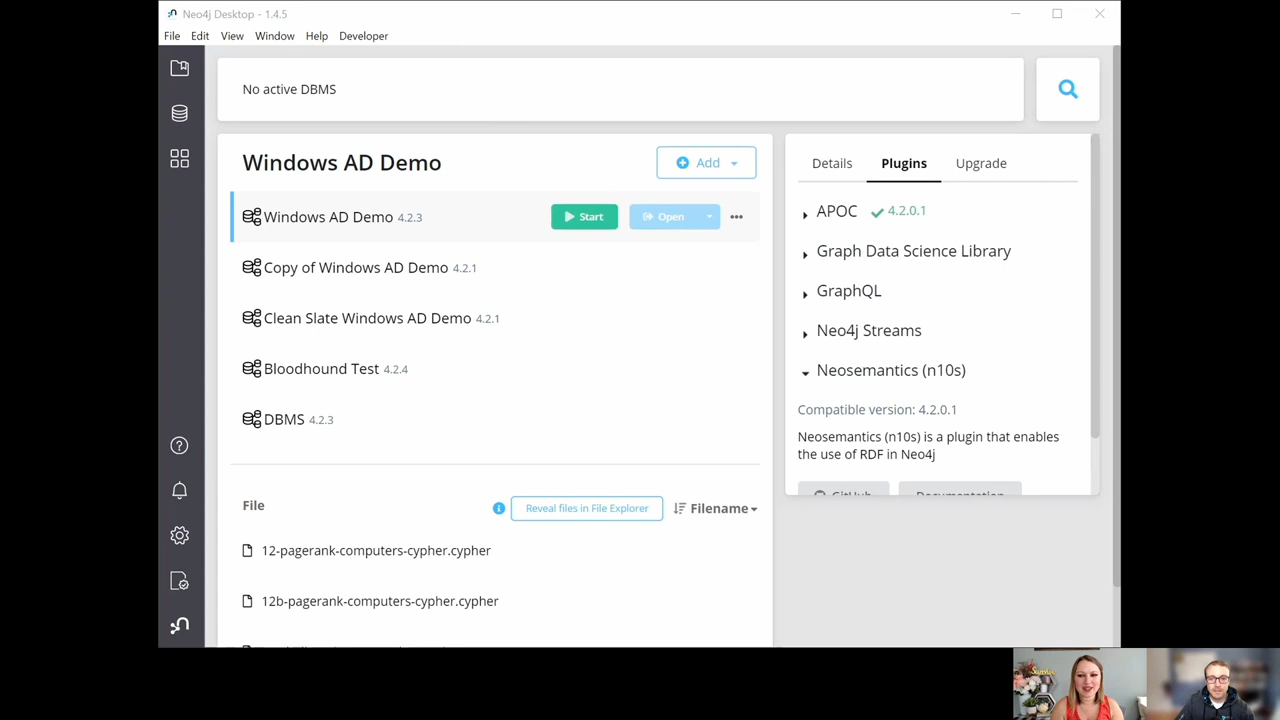 Neo4j Desktop - 1.4.5
File Edit View Window Help Developer
No active DBMS
Windows AD Demo
Add
Windows AD Demo 4.2.3
Start
Open
Copy of Windows AD Demo 4.2.1
Clean Slate Windows AD Demo 4.2.1
Bloodhound Test 4.2.4
DBMS 4.2.3
File
Reveal files in File Explorer
Filename
12-pagerank-computers-cypher.cypher
12b-pagerank-computers-cypher.cypher
Details Plugins Upgrade
APOC 4.2.0.1
Graph Data Science Library
GraphQL
Neo4j Streams
Neosemantics (n10s)
Compatible version: 4.2.0.1
Neosemantics (n10s) is a plugin that enables
the use of RDF in Neo4j
GitHub Documentation